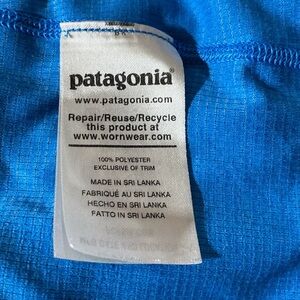 patagonia®
www.patagonia.com
Repair/Reuse/Recycle
this product at
www.wornwear.com
100% POLYESTER
EXCLUSIVE OF TRIM
MADE IN SRI LANKA
FABRIQUÉ AU SRI LANKA
HECHO EN SRI LANKA
FATTO IN SRI LANKA